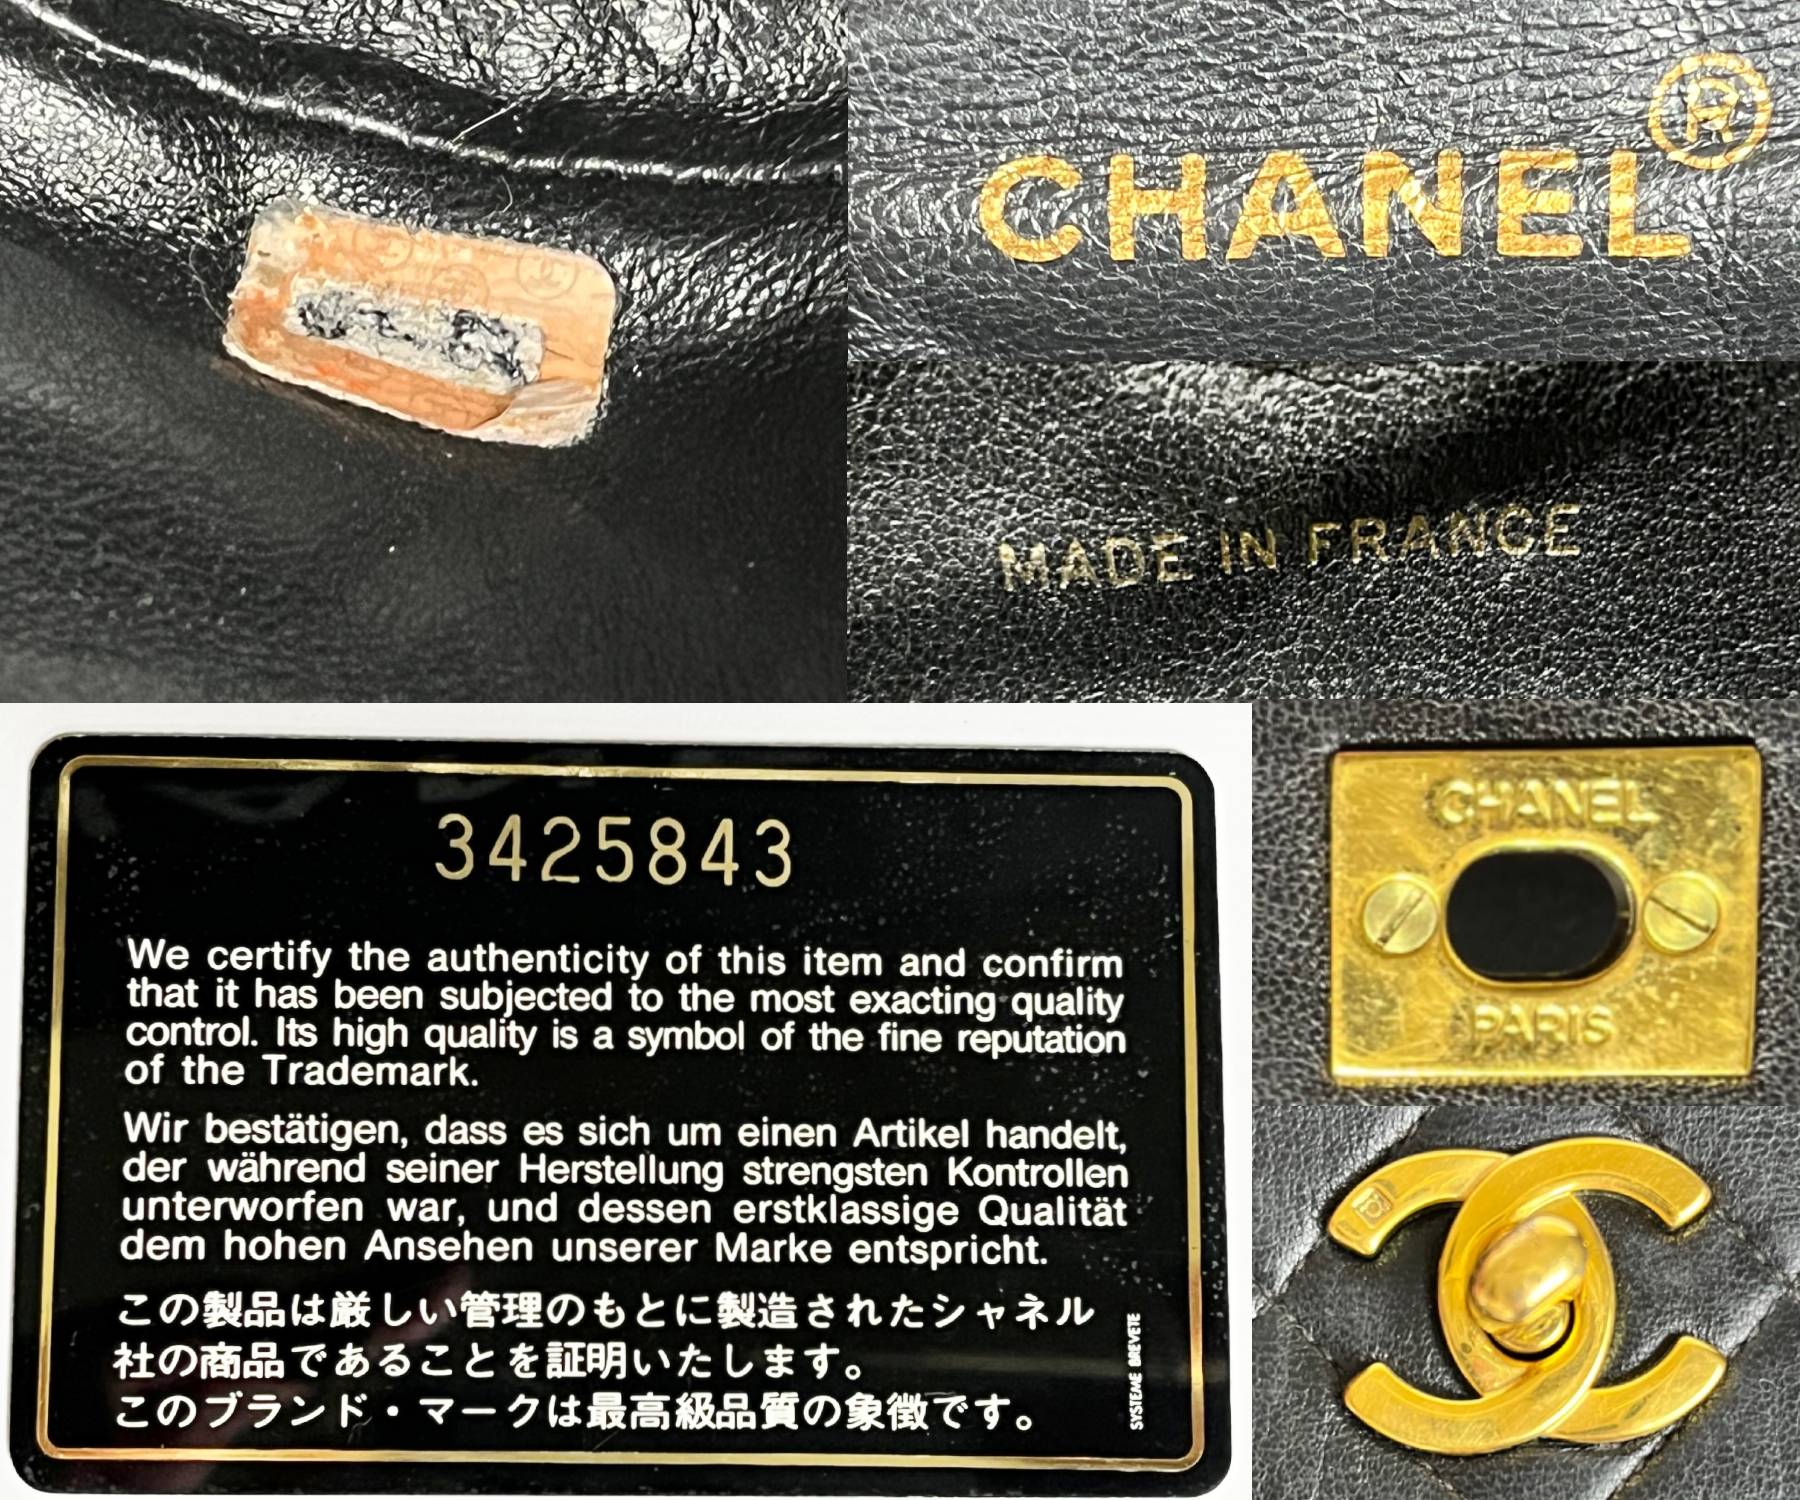 CHANEL®
MADE IN FRANCE
3425843
We certify the authenticity of this item and confirm
that it has been subjected to the most exacting quality
control. Its high quality is a symbol of the fine reputation
of the Trademark.
Wir bestätigen, dass es sich um einen Artikel handelt,
der während seiner Herstellung strengsten Kontrollen
unterworfen war, und dessen erstklassige Qualität
dem hohen Ansehen unserer Marke entspricht.
この製品は厳しい管理のもとに製造されたシャネル
社の商品であることを証明いたします。
このブランド・マークは最高級品質の象徴です。
SYSTEME BREVETE
CHANEL
PARIS